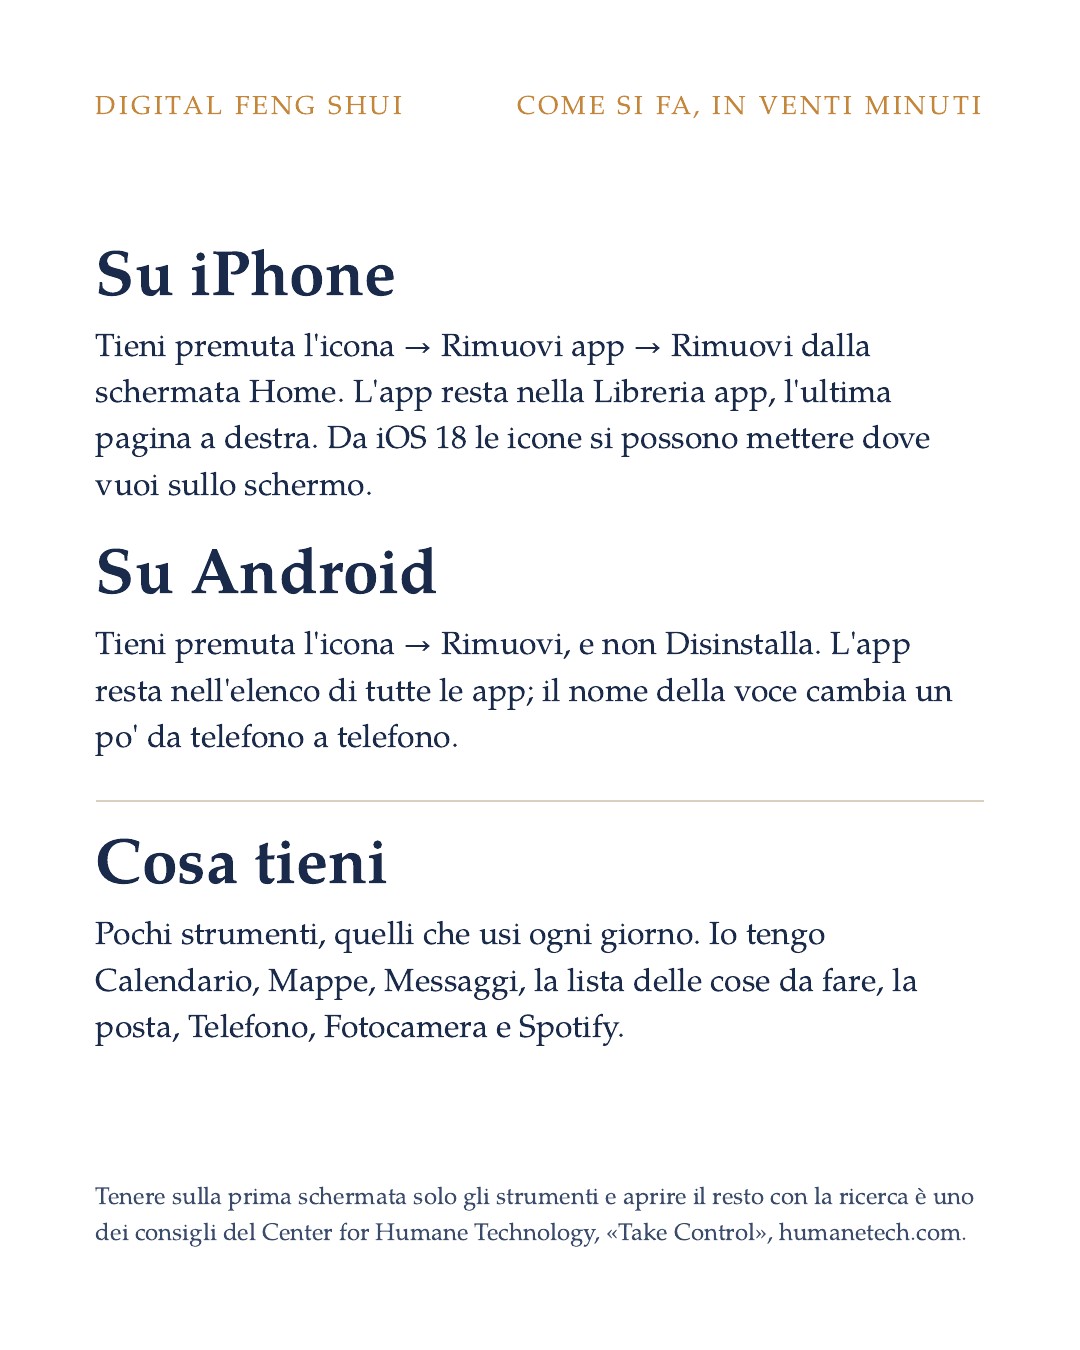 DIGITAL FENG SHUI
COME SI FA, IN VENTI MINUTI
Su iPhone
Tieni premuta l'icona → Rimuovi app → Rimuovi dalla
schermata Home. L'app resta nella Libreria app, l'ultima
pagina a destra. Da iOS 18 le icone si possono mettere dove
vuoi sullo schermo.
Su Android
Tieni premuta l'icona → Rimuovi, e non Disinstalla. L'app
resta nell'elenco di tutte le app; il nome della voce cambia un
po' da telefono a telefono.
Cosa tieni
Pochi strumenti, quelli che usi ogni giorno. Io tengo
Calendario, Mappe, Messaggi, la lista delle cose da fare, la
posta, Telefono, Fotocamera e Spotify.
Tenere sulla prima schermata solo gli strumenti e aprire il resto con la ricerca è uno
dei consigli del Center for Humane Technology, «Take Control», humanetech.com.